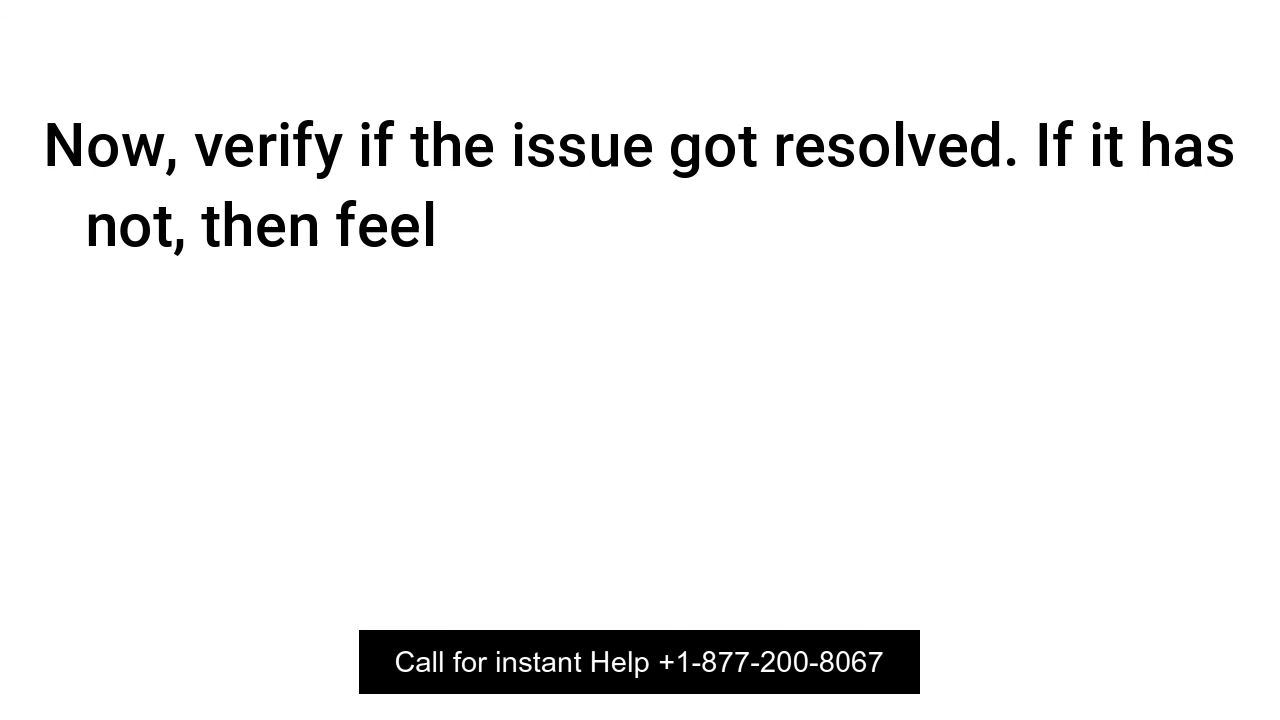 Now, verify if the issue got resolved. If it has
not, then feel
Call for instant Help +1-877-200-8067